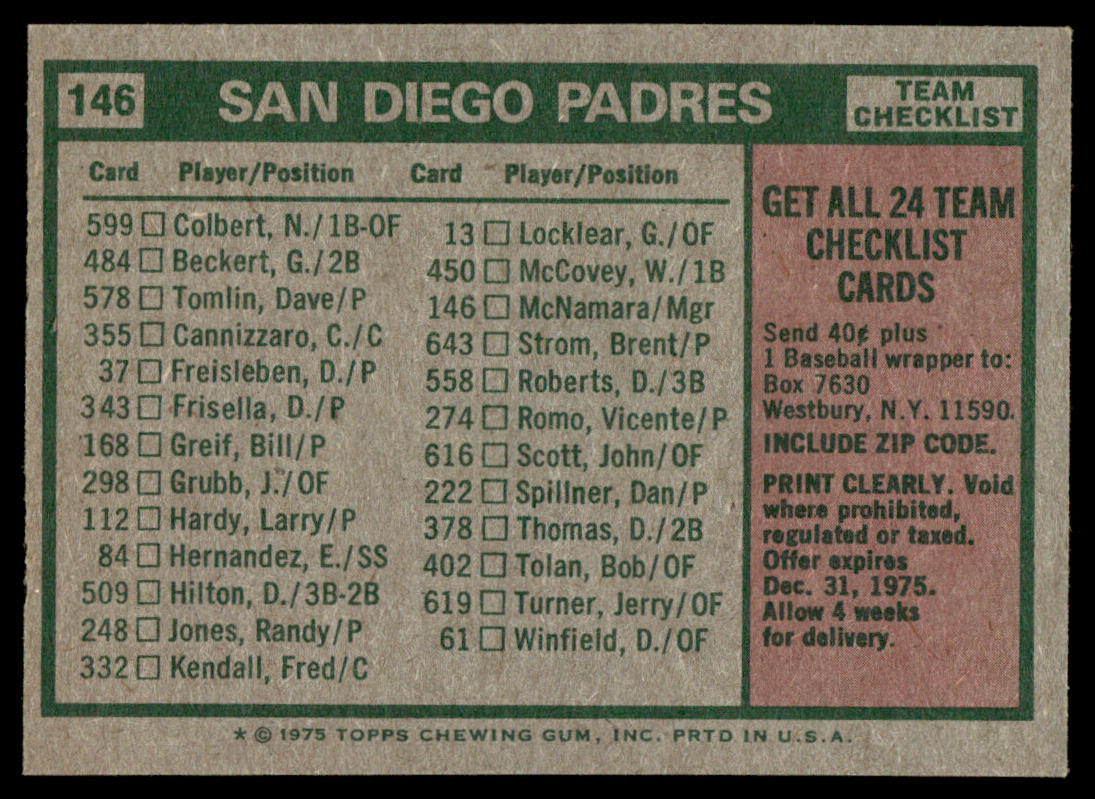 146 SAN DIEGO PADRES TEAM CHECKLIST
Card Player/Position
599 □ Colbert, N./1B-OF
484 □ Beckert, G./2B
578 □ Tomlin, Dave/P
355 □ Cannizzaro, C./C
37 □ Freisleben, D./P
343 □ Frisella, D./P
168 □ Greif, Bill/P
298 □ Grubb, J./OF
112 □ Hardy, Larry/P
84 □ Hernandez, E./SS
509 □ Hilton, D./3B-2B
248 □ Jones, Randy/P
332 □ Kendall, Fred/C
Card Player/Position
13 □ Locklear, G./OF
450 □ McCovey, W./1B
146 □ McNamara/Mgr
643 □ Strom, Brent/P
558 □ Roberts, D./3B
274 □ Romo, Vicente/P
616 □ Scott, John/OF
222 □ Spillner, Dan/P
378 □ Thomas, D./2B
402 □ Tolan, Bob/OF
619 □ Turner, Jerry/OF
61 □ Winfield, D./OF
GET ALL 24 TEAM
CHECKLIST
CARDS
Send 40¢ plus
1 Baseball wrapper to:
Box 7630
Westbury, N.Y. 11590.
INCLUDE ZIP CODE.
PRINT CLEARLY. Void
where prohibited,
regulated or taxed.
Offer expires
Dec. 31, 1975.
Allow 4 weeks
for delivery.
* © 1975 TOPPS CHEWING GUM, INC. PRTD IN U.S.A.